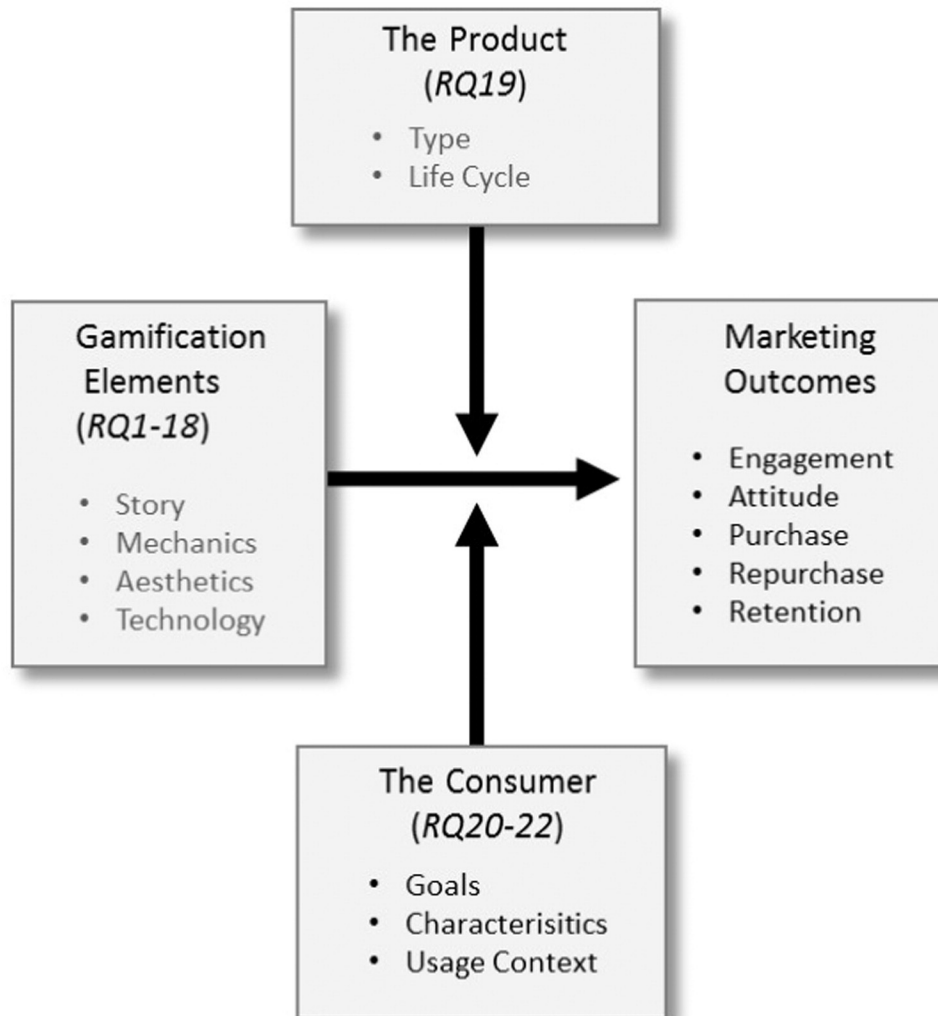 The Product
(RQ19)
• Type
• Life Cycle
Gamification
Elements
(RQ1-18)
• Story
• Mechanics
• Aesthetics
• Technology
Marketing
Outcomes
• Engagement
• Attitude
• Purchase
• Repurchase
• Retention
The Consumer
(RQ20-22)
• Goals
• Characterisitics
• Usage Context